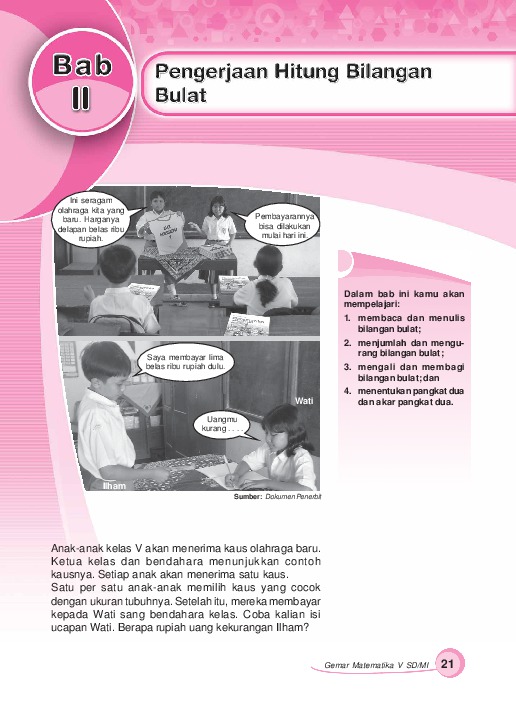 Bab
II
Pengerjaan Hitung Bilangan
Bulat
Ini seragam
olahraga kita yang
baru. Harganya
delapan belas ribu
rupiah.
Pembayarannya
bisa dilakukan
mulai hari ini.
Saya membayar lima
belas ribu rupiah dulu.
Wati
Uangmu
kurang . . . .
Ilham
Sumber: Dokumen Penerbit
Dalam bab ini kamu akan
mempelajari:
1. membaca dan menulis
bilangan bulat;
2. menjumlah dan mengu-
rang bilangan bulat;
3. mengali dan membagi
bilangan bulat; dan
4. menentukan pangkat dua
dan akar pangkat dua.
Anak-anak kelas V akan menerima kaus olahraga baru.
Ketua kelas dan bendahara menunjukkan contoh
kausnya. Setiap anak akan menerima satu kaus.
Satu per satu anak-anak memilih kaus yang cocok
dengan ukuran tubuhnya. Setelah itu, mereka membayar
kepada Wati sang bendahara kelas. Coba kalian isi
ucapan Wati. Berapa rupiah uang kekurangan Ilham?
Gemar Matematika V SD/MI 21